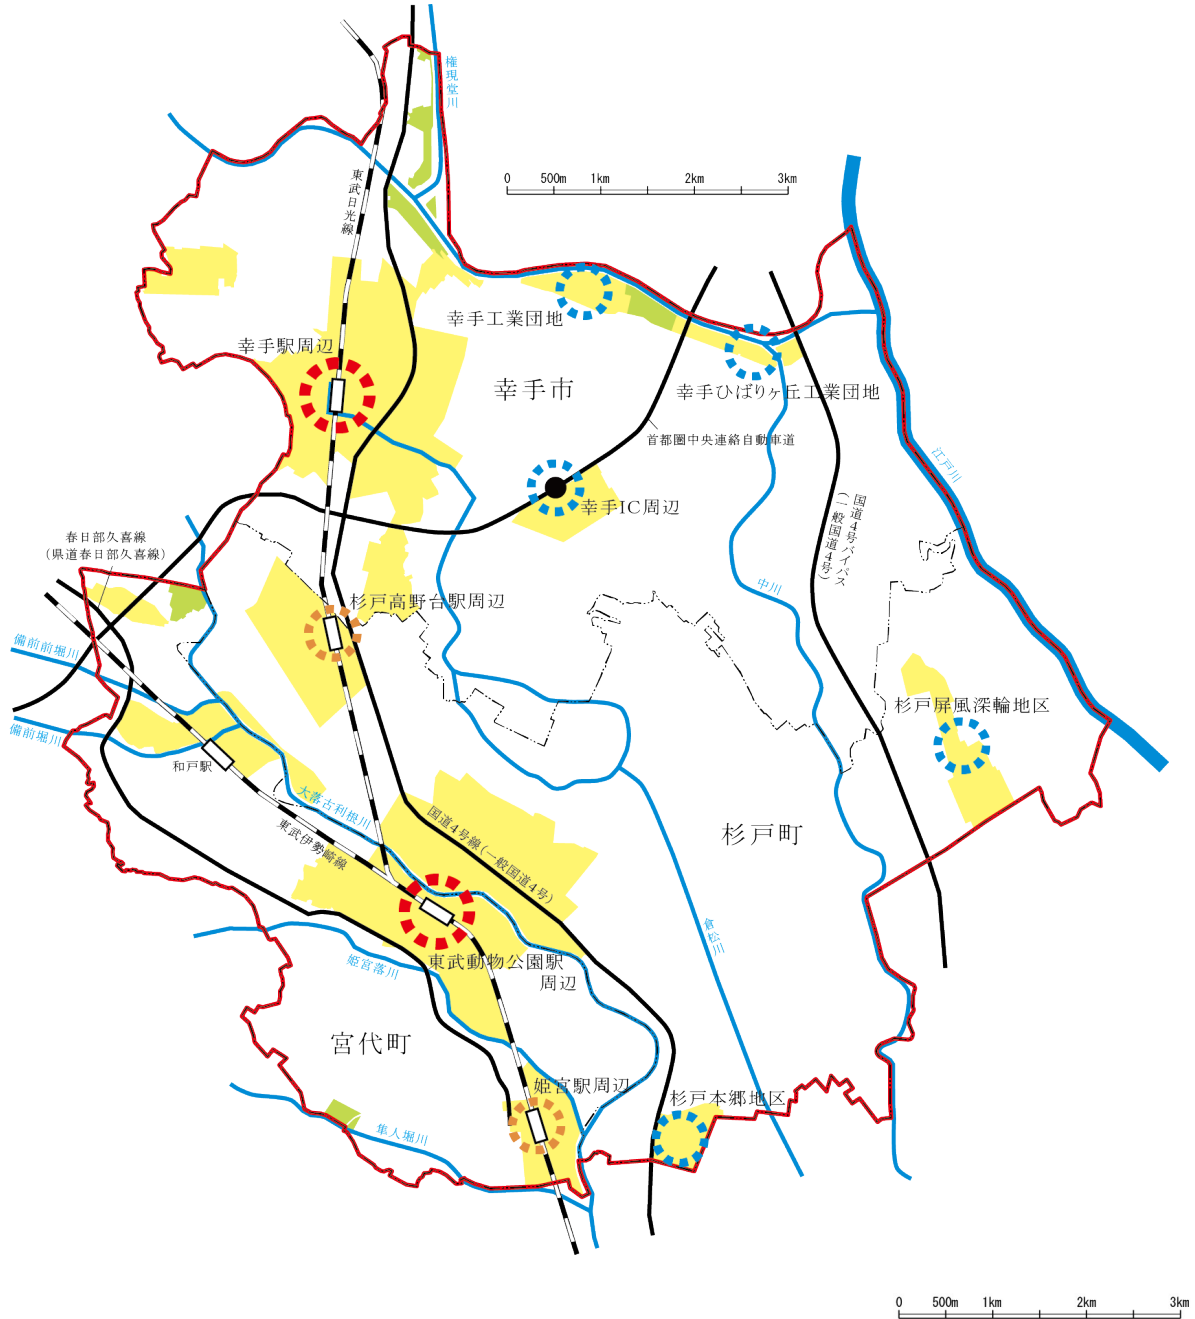 権現堂川
東武日光線
0 500m 1km 2km 3km
幸手工業団地
幸手駅周辺
幸手市
幸手ひばりヶ丘工業団地
首都圏中央連絡自動車道
江戸川
幸手IC周辺
国道4号バイパス
(一般国道4号)
春日部久喜線
(県道春日部久喜線)
中川
杉戸高野台駅周辺
備前前堀川
杉戸屏風深輪地区
備前堀川
和戸駅
大落古利根川
東武伊勢崎線
国道4号線(一般国道4号)
杉戸町
倉松川
東武動物公園駅
周辺
姫宮落川
宮代町
姫宮駅周辺
杉戸本郷地区
隼人堀川
0 500m 1km 2km 3km